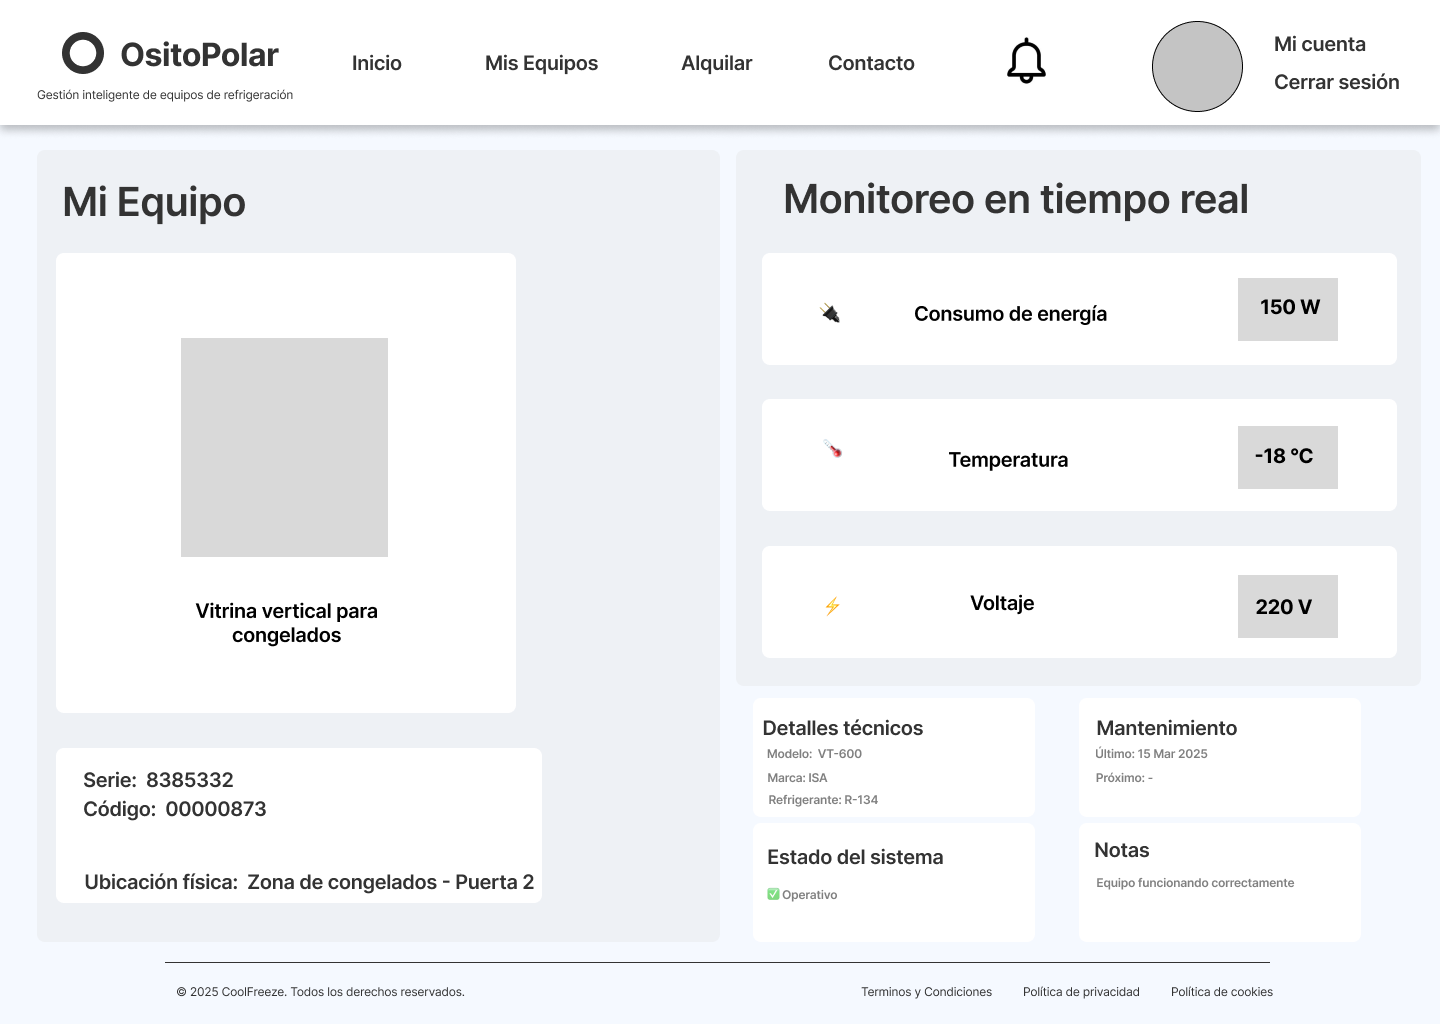 OsitoPolar
Gestión inteligente de equipos de refrigeración
Inicio
Mis Equipos
Alquilar
Contacto
Mi cuenta
Cerrar sesión
Mi Equipo
Vitrina vertical para
congelados
Serie: 8385332
Código: 00000873
Ubicación física: Zona de congelados - Puerta 2
Monitoreo en tiempo real
Consumo de energía
150 W
Temperatura
-18 °C
Voltaje
220 V
Detalles técnicos
Modelo: VT-600
Marca: ISA
Refrigerante: R-134
Mantenimiento
Último: 15 Mar 2025
Próximo: -
Estado del sistema
✅ Operativo
Notas
Equipo funcionando correctamente
© 2025 CoolFreeze. Todos los derechos reservados.
Terminos y Condiciones
Política de privacidad
Política de cookies